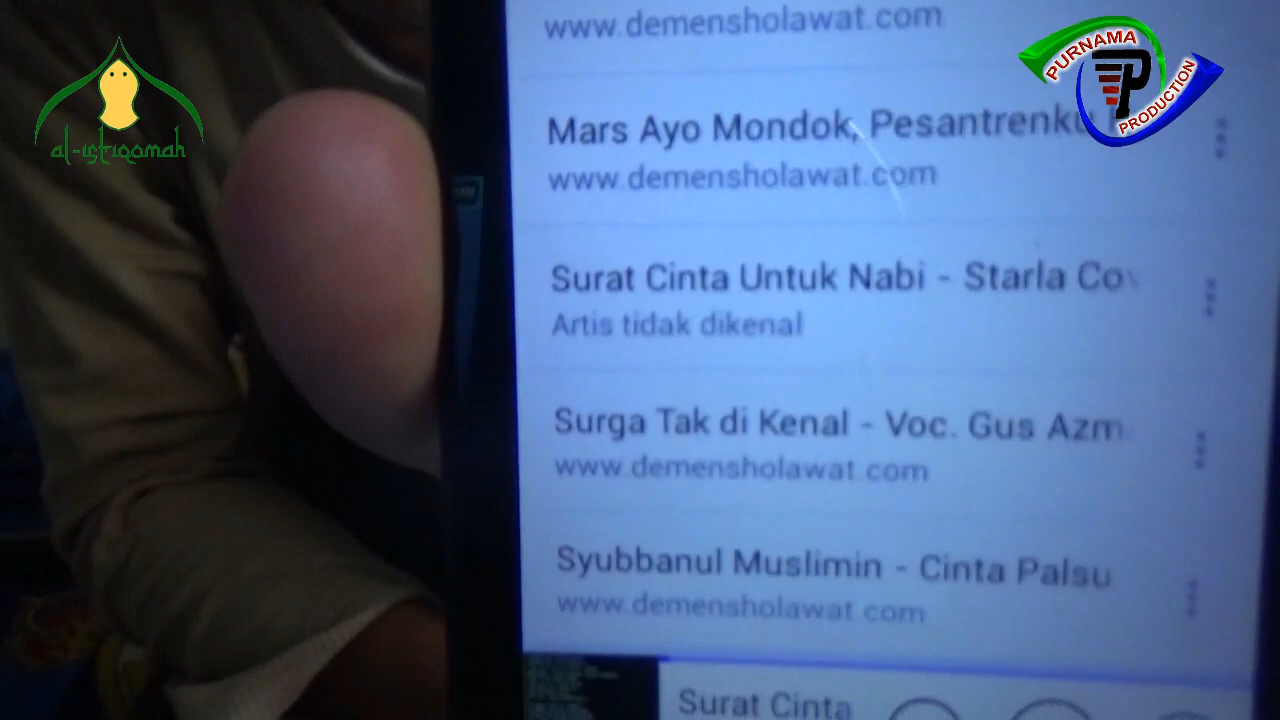 www.demensholawat.com
PURNAMA
PRODUCTION
al-istiqomah
Mars Ayo Mondok, Pesantrenku
www.demensholawat.com
Surat Cinta Untuk Nabi - Starla Co
Artis tidak dikenal
Surga Tak di Kenal - Voc. Gus Azm
www.demensholawat.com
Syubbanul Muslimin - Cinta Palsu
www.demensholawat.com
Surat Cinta